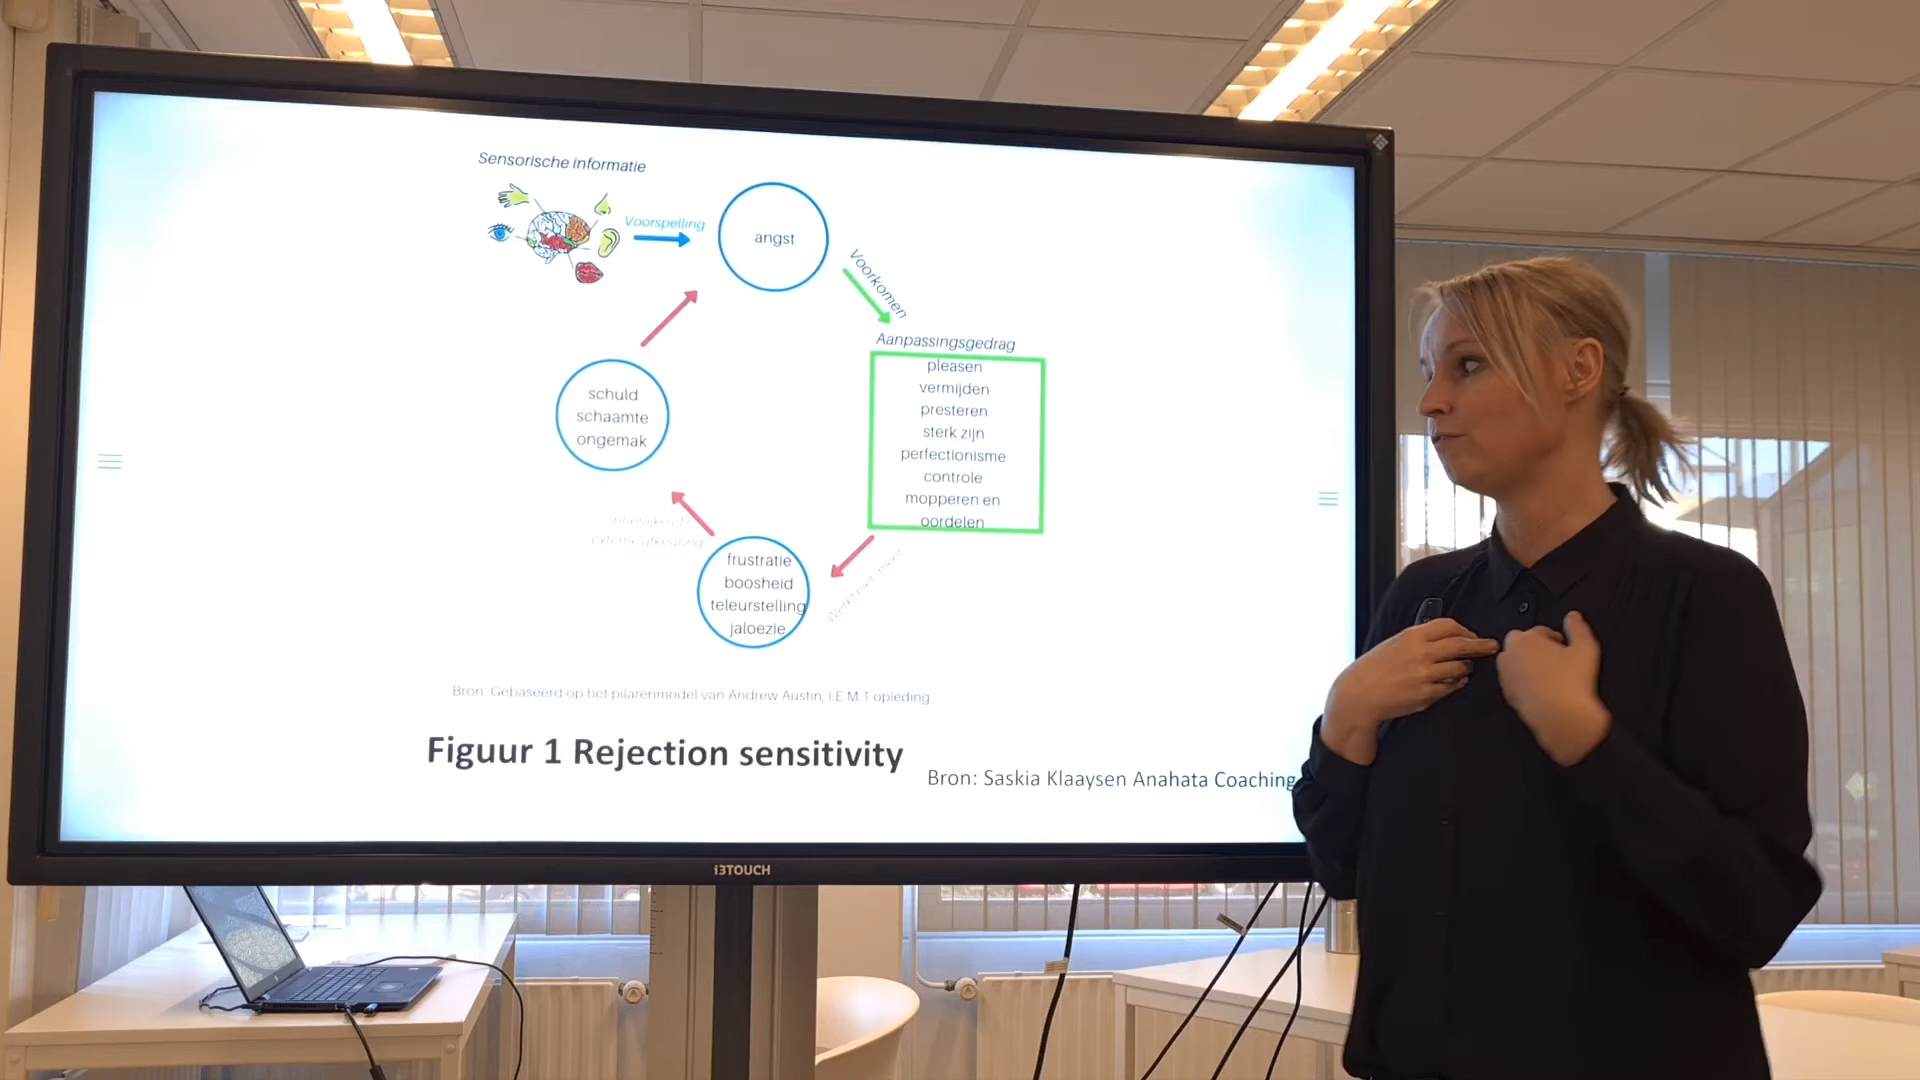 Sensorische informatie
Voorspelling
angst
Voorkomen
Aanpassingsgedrag
pleasen
vermijden
presteren
sterk zijn
perfectionisme
controle
mopperen en
oordelen
schuld
schaamte
ongemak
frustratie
boosheid
teleurstelling
jaloezie
Bron: Gebaseerd op het pilarenmodel van Andrew Austin, I.E.M.T opleding
Figuur 1 Rejection sensitivity
Bron: Saskia Klaaysen Anahata Coaching
i3TOUCH